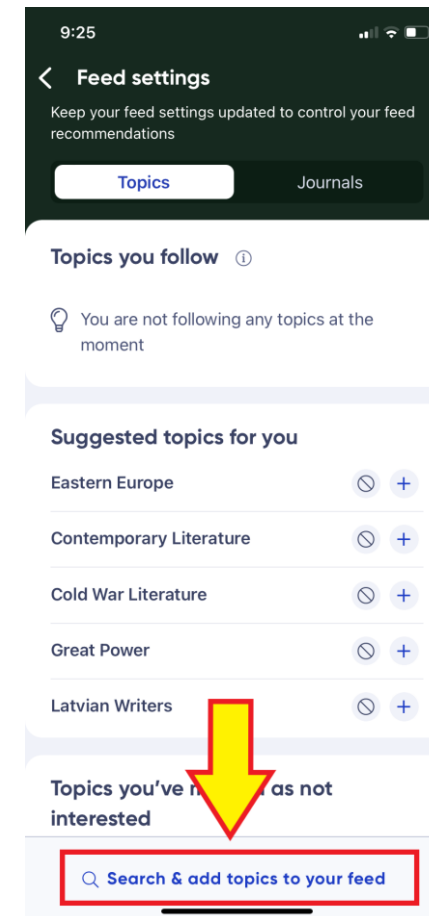 9:25
Feed settings
Keep your feed settings updated to control your feed
recommendations
Topics Journals
Topics you follow
You are not following any topics at the
moment
Suggested topics for you
Eastern Europe
Contemporary Literature
Cold War Literature
Great Power
Latvian Writers
Topics you've as not
interested
Search & add topics to your feed